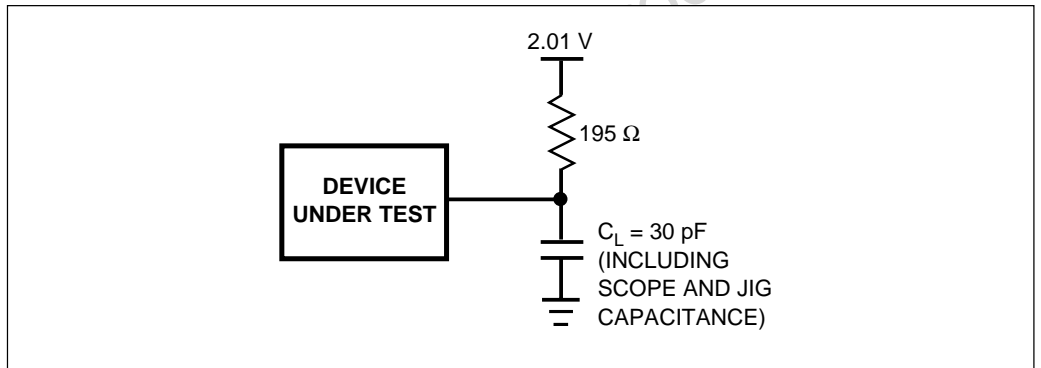 2.01 V
195 Ω
DEVICE
UNDER TEST
C_L = 30 pF
(INCLUDING
SCOPE AND JIG
CAPACITANCE)